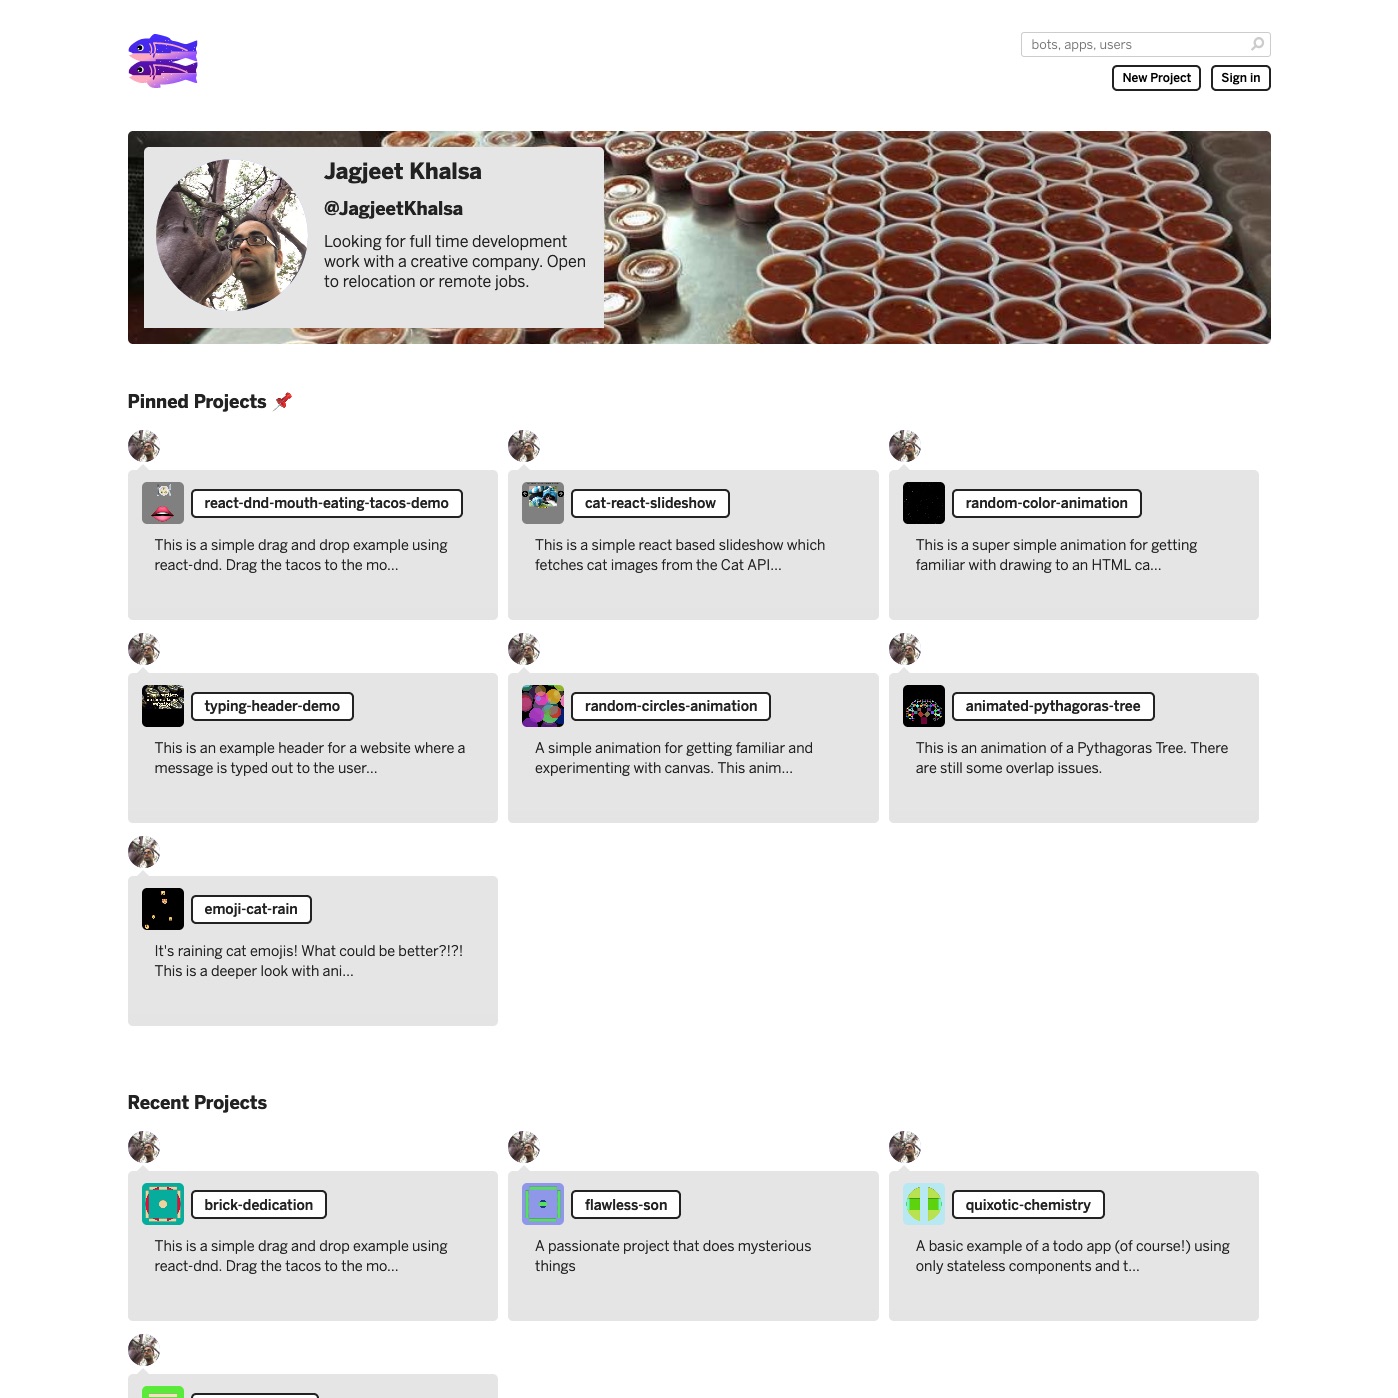 bots, apps, users
New Project
Sign in
Jagjeet Khalsa
@JagjeetKhalsa
Looking for full time development
work with a creative company. Open
to relocation or remote jobs.
Pinned Projects
react-dnd-mouth-eating-tacos-demo
This is a simple drag and drop example using
react-dnd. Drag the tacos to the mo...
cat-react-slideshow
This is a simple react based slideshow which
fetches cat images from the Cat API...
random-color-animation
This is a super simple animation for getting
familiar with drawing to an HTML ca...
typing-header-demo
This is an example header for a website where a
message is typed out to the user...
random-circles-animation
A simple animation for getting familiar and
experimenting with canvas. This anim...
animated-pythagoras-tree
This is an animation of a Pythagoras Tree. There
are still some overlap issues.
emoji-cat-rain
It's raining cat emojis! What could be better?!?!
This is a deeper look with ani...
Recent Projects
brick-dedication
This is a simple drag and drop example using
react-dnd. Drag the tacos to the mo...
flawless-son
A passionate project that does mysterious
things
quixotic-chemistry
A basic example of a todo app (of course!) using
only stateless components and t...